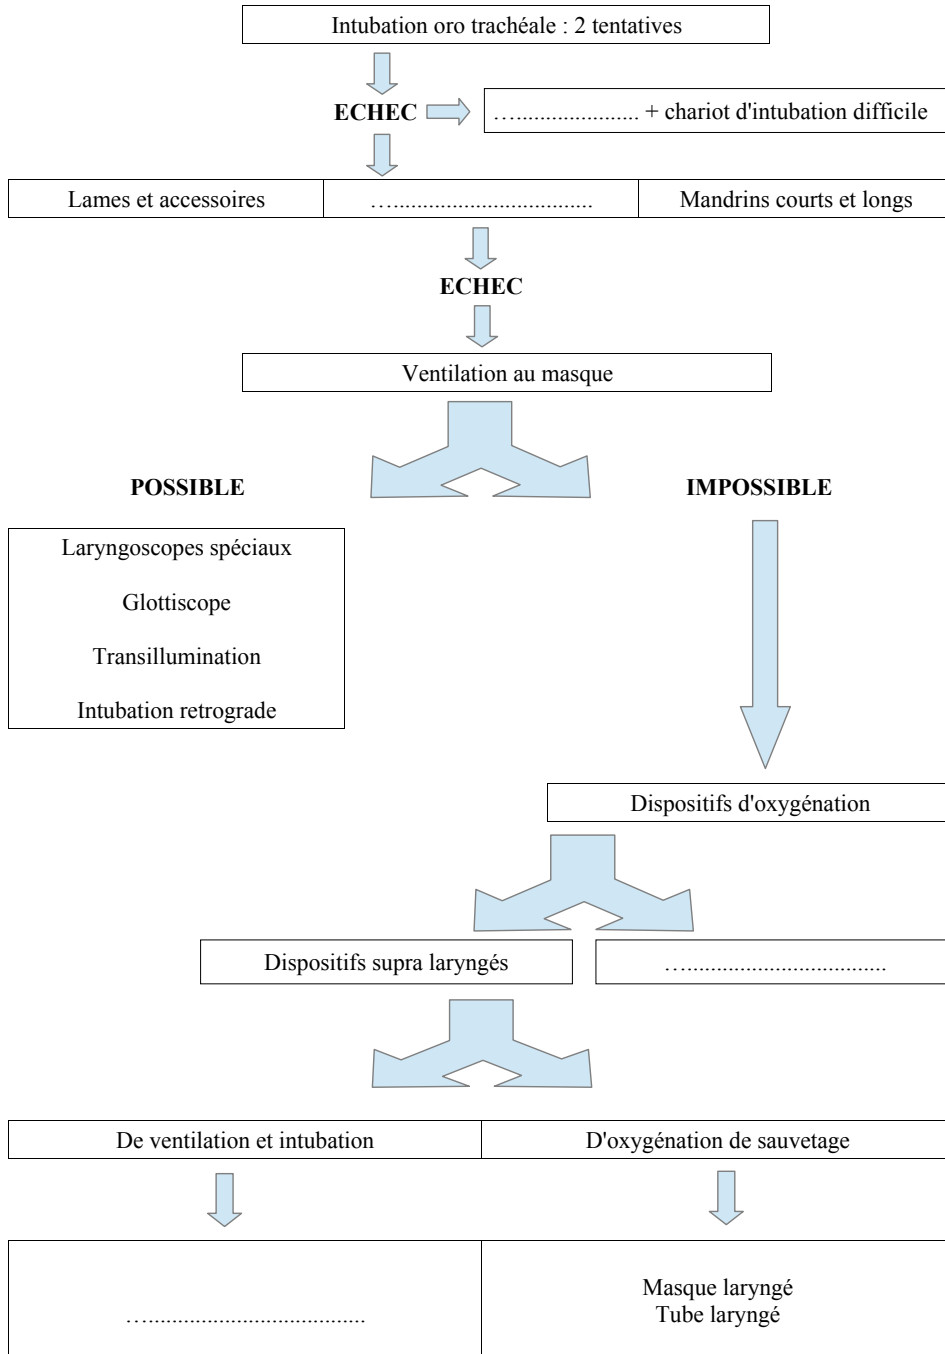 Intubation oro trachéale : 2 tentatives
ECHEC
…..................... + chariot d'intubation difficile
Lames et accessoires
…..................................
Mandrins courts et longs
ECHEC
Ventilation au masque
POSSIBLE
IMPOSSIBLE
Laryngoscopes spéciaux
Glottiscope
Transillumination
Intubation retrograde
Dispositifs d'oxygénation
Dispositifs supra laryngés
…..................................
De ventilation et intubation
D'oxygénation de sauvetage
…..................................
Masque laryngé
Tube laryngé